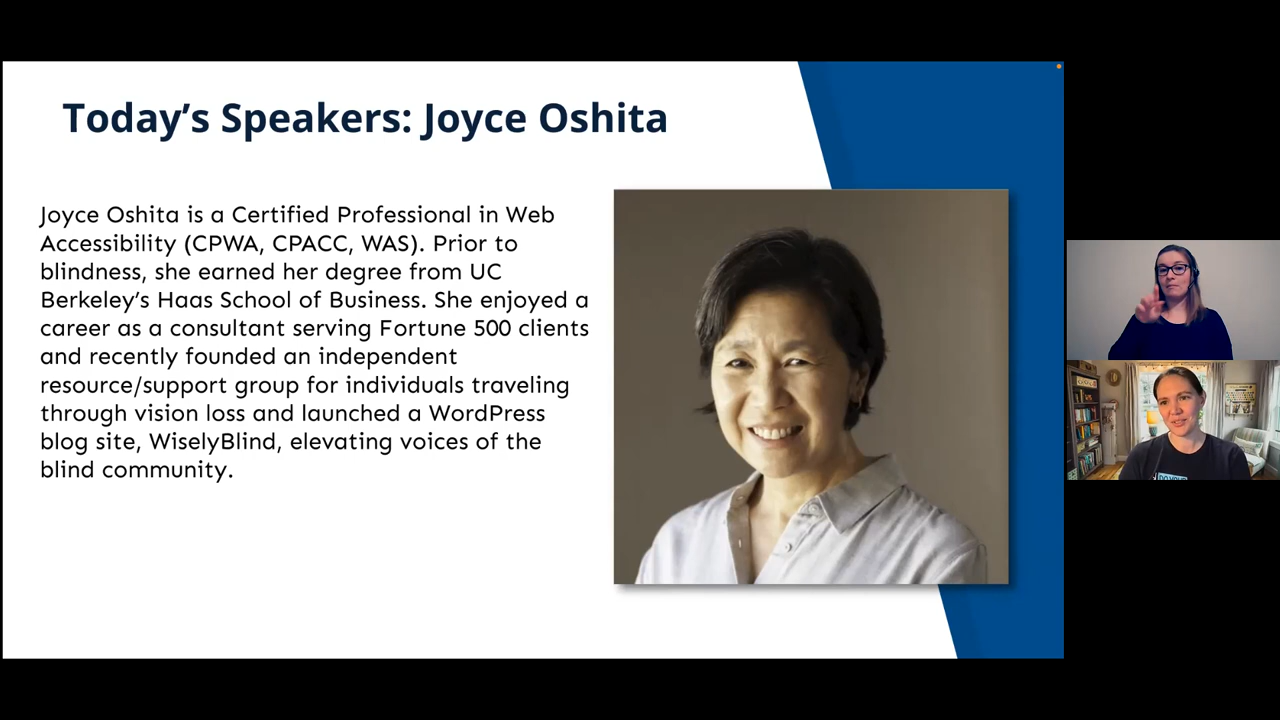 Today's Speakers: Joyce Oshita
Joyce Oshita is a Certified Professional in Web
Accessibility (CPWA, CPACC, WAS). Prior to
blindness, she earned her degree from UC
Berkeley's Haas School of Business. She enjoyed a
career as a consultant serving Fortune 500 clients
and recently founded an independent
resource/support group for individuals traveling
through vision loss and launched a WordPress
blog site, WiselyBlind, elevating voices of the
blind community.